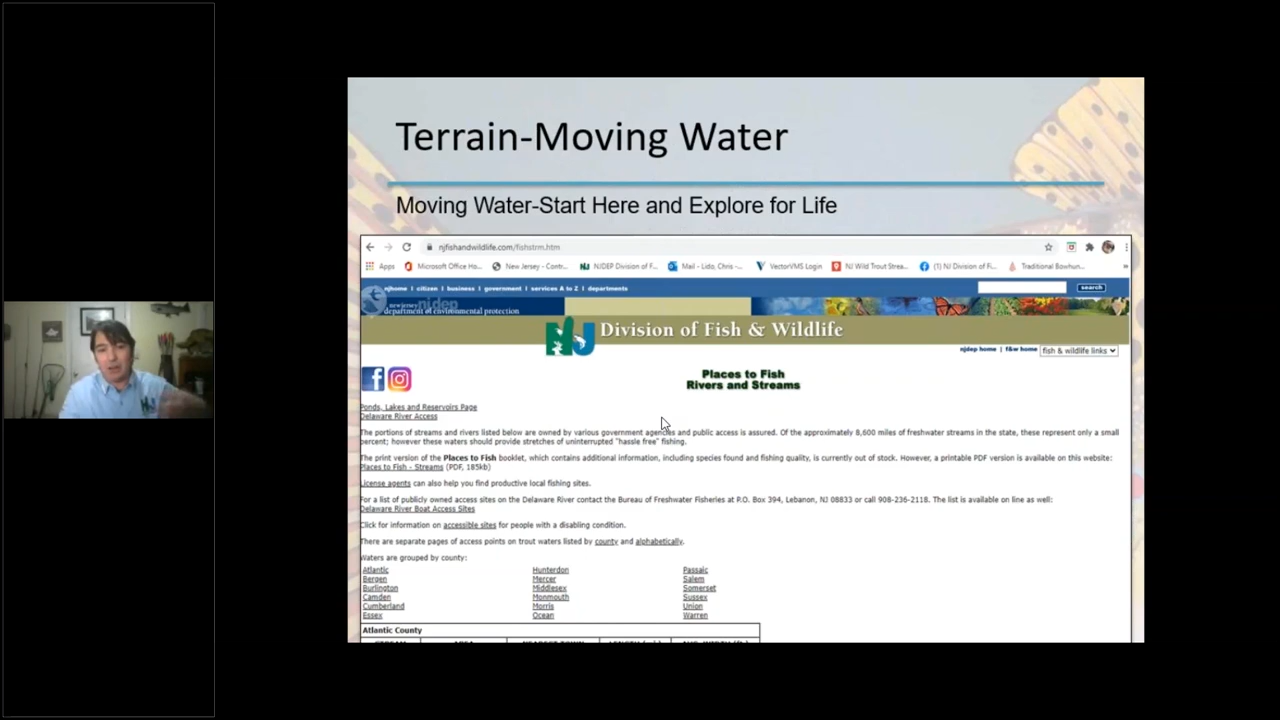 Terrain-Moving Water
Moving Water-Start Here and Explore for Life
njfishandwildlife.com/fishstrm.htm
Apps Microsoft Office Ho... New Jersey - Contr... NJDEP Division of F... Mail - Lido, Chris -... VectorVMS Login NJ Wild Trout Strea... (1) NJ Division of Fi... Traditional Bowhun... »
njhome | citizen | business | government | services A to Z | departments search
new jersey njdep
department of environmental protection
NJ Division of Fish & Wildlife
njdep home | f&w home fish & wildlife links
Places to Fish
Rivers and Streams
Ponds, Lakes and Reservoirs Page
Delaware River Access
The portions of streams and rivers listed below are owned by various government agencies and public access is assured. Of the approximately 8,600 miles of freshwater streams in the state, these represent only a small
percent; however these waters should provide stretches of uninterrupted "hassle free" fishing.
The print version of the Places to Fish booklet, which contains additional information, including species found and fishing quality, is currently out of stock. However, a printable PDF version is available on this website:
Places to Fish - Streams (PDF, 185kb)
License agents can also help you find productive local fishing sites.
For a list of publicly owned access sites on the Delaware River contact the Bureau of Freshwater Fisheries at P.O. Box 394, Lebanon, NJ 08833 or call 908-236-2118. The list is available on line as well:
Delaware River Boat Access Sites
Click for information on accessible sites for people with a disabling condition.
There are separate pages of access points on trout waters listed by county and alphabetically.
Waters are grouped by county:
Atlantic Hunterdon Passaic
Bergen Mercer Salem
Burlington Middlesex Somerset
Camden Monmouth Sussex
Cumberland Morris Union
Essex Ocean Warren
Atlantic County